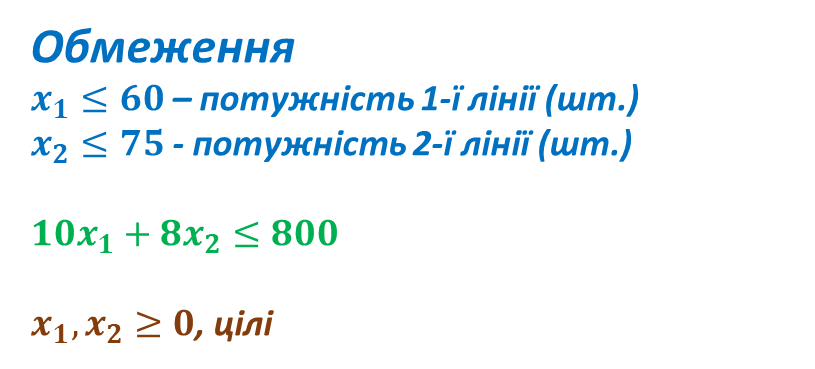 Обмеження
x₁ ≤ 60 – потужність 1-ї лінії (шт.)
x₂ ≤ 75 - потужність 2-ї лінії (шт.)
10x₁ + 8x₂ ≤ 800
x₁, x₂ ≥ 0, цілі